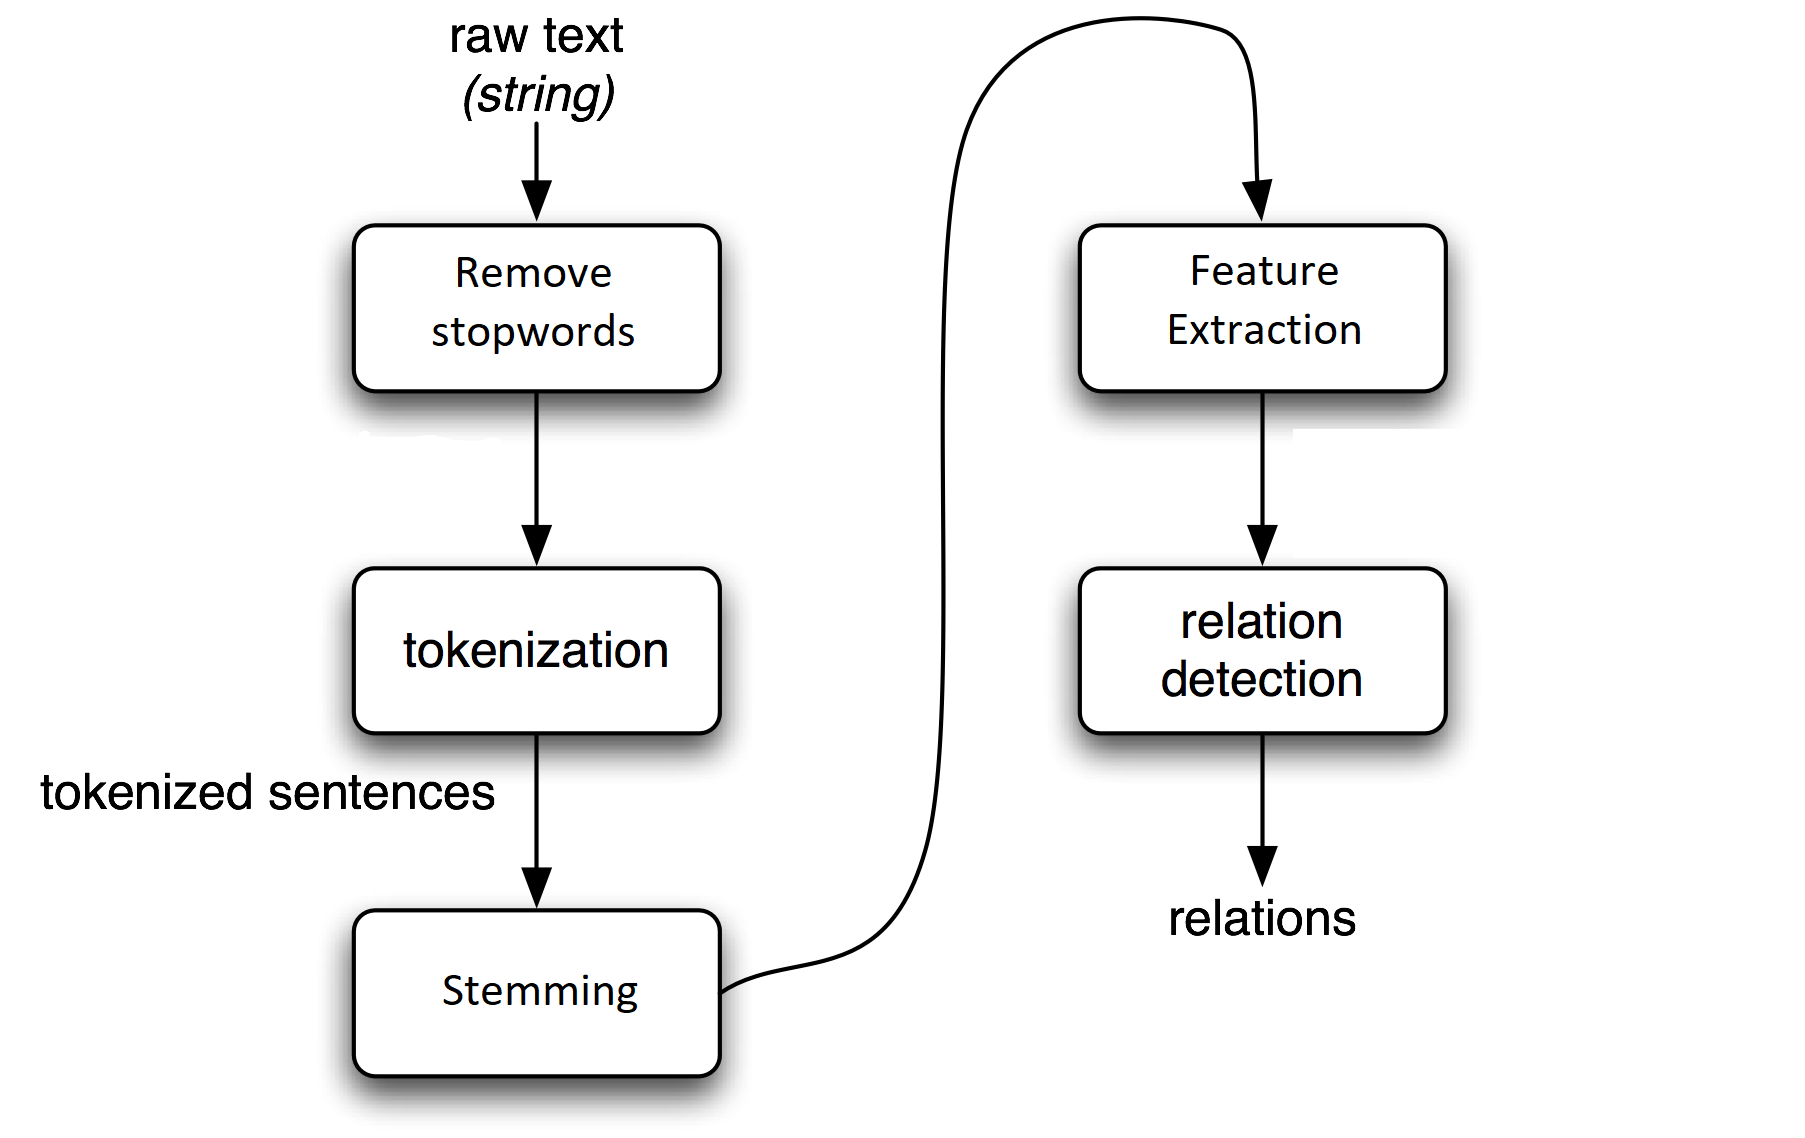 raw text
(string)
Remove
stopwords
tokenization
tokenized sentences
Stemming
Feature
Extraction
relation
detection
relations